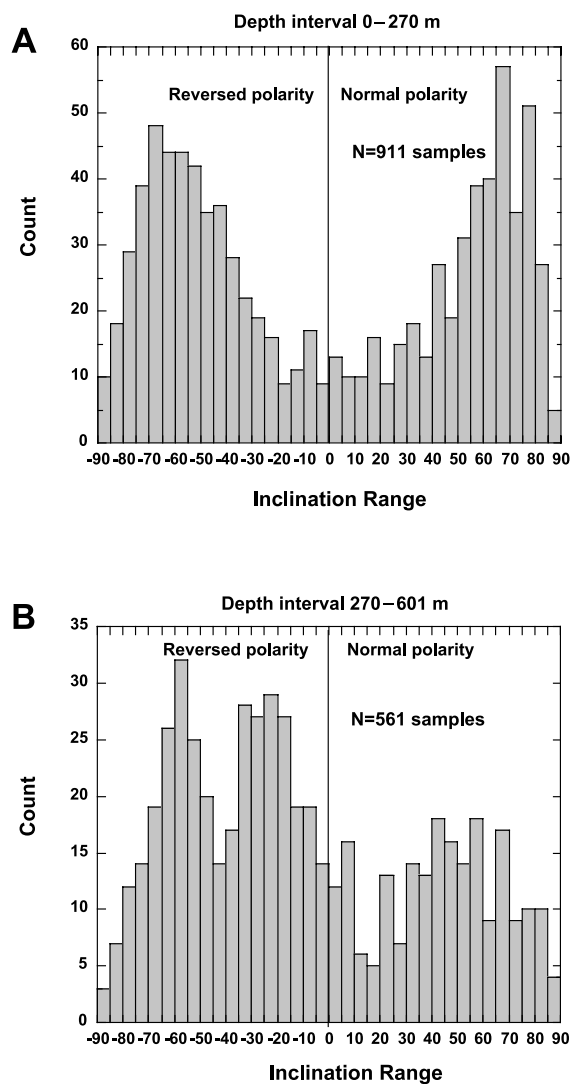 Depth interval 0–270 m
A
60
50
40
30
20
10
0
Count
Reversed polarity
Normal polarity
N=911 samples
-90 -80 -70 -60 -50 -40 -30 -20 -10 0 10 20 30 40 50 60 70 80 90
Inclination Range
Depth interval 270–601 m
B
35
30
25
20
15
10
5
0
Count
Reversed polarity
Normal polarity
N=561 samples
-90 -80 -70 -60 -50 -40 -30 -20 -10 0 10 20 30 40 50 60 70 80 90
Inclination Range